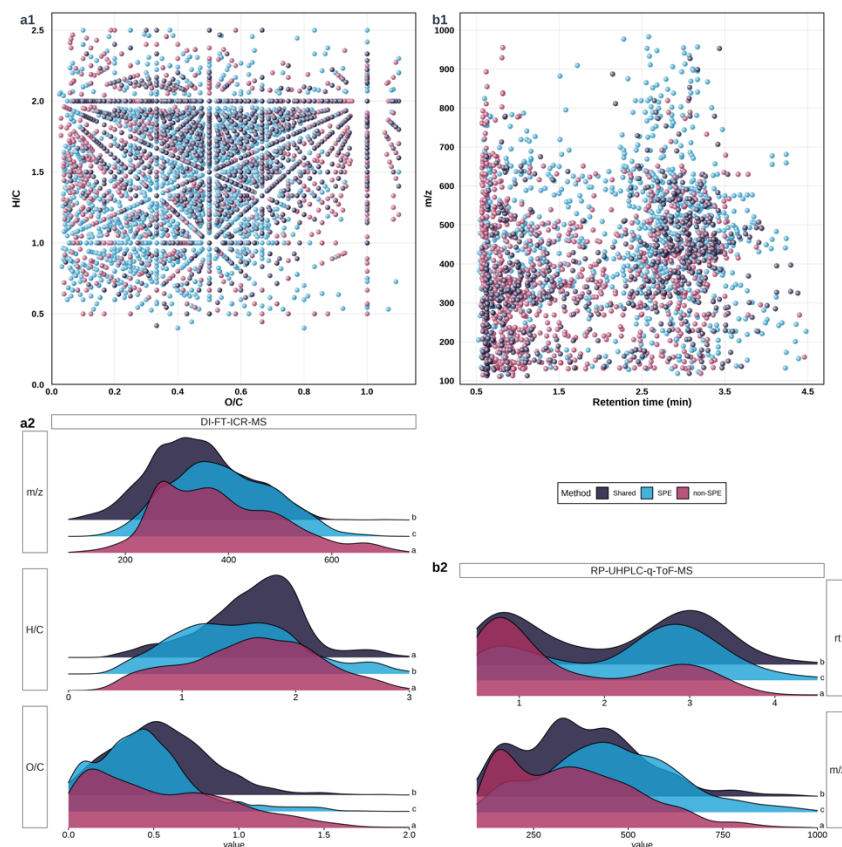 a1
2.5
2.0
1.5
1.0
0.5
0.0
H/C
0.0 0.2 0.4 0.6 0.8 1.0
O/C
b1
1000
900
800
700
600
500
400
300
200
100
m/z
0.5 1.5 2.5 3.5 4.5
Retention time (min)
a2
DI-FT-ICR-MS
m/z
b
c
a
200 400 600
H/C
a
b
a
0 1 2 3
O/C
b
c
a
0.0 0.5 1.0 1.5 2.0
value
Method Shared SPE non-SPE
b2
RP-UHPLC-q-ToF-MS
rt
b
c
a
1 2 3 4
m/z
b
c
a
250 500 750 1000
value